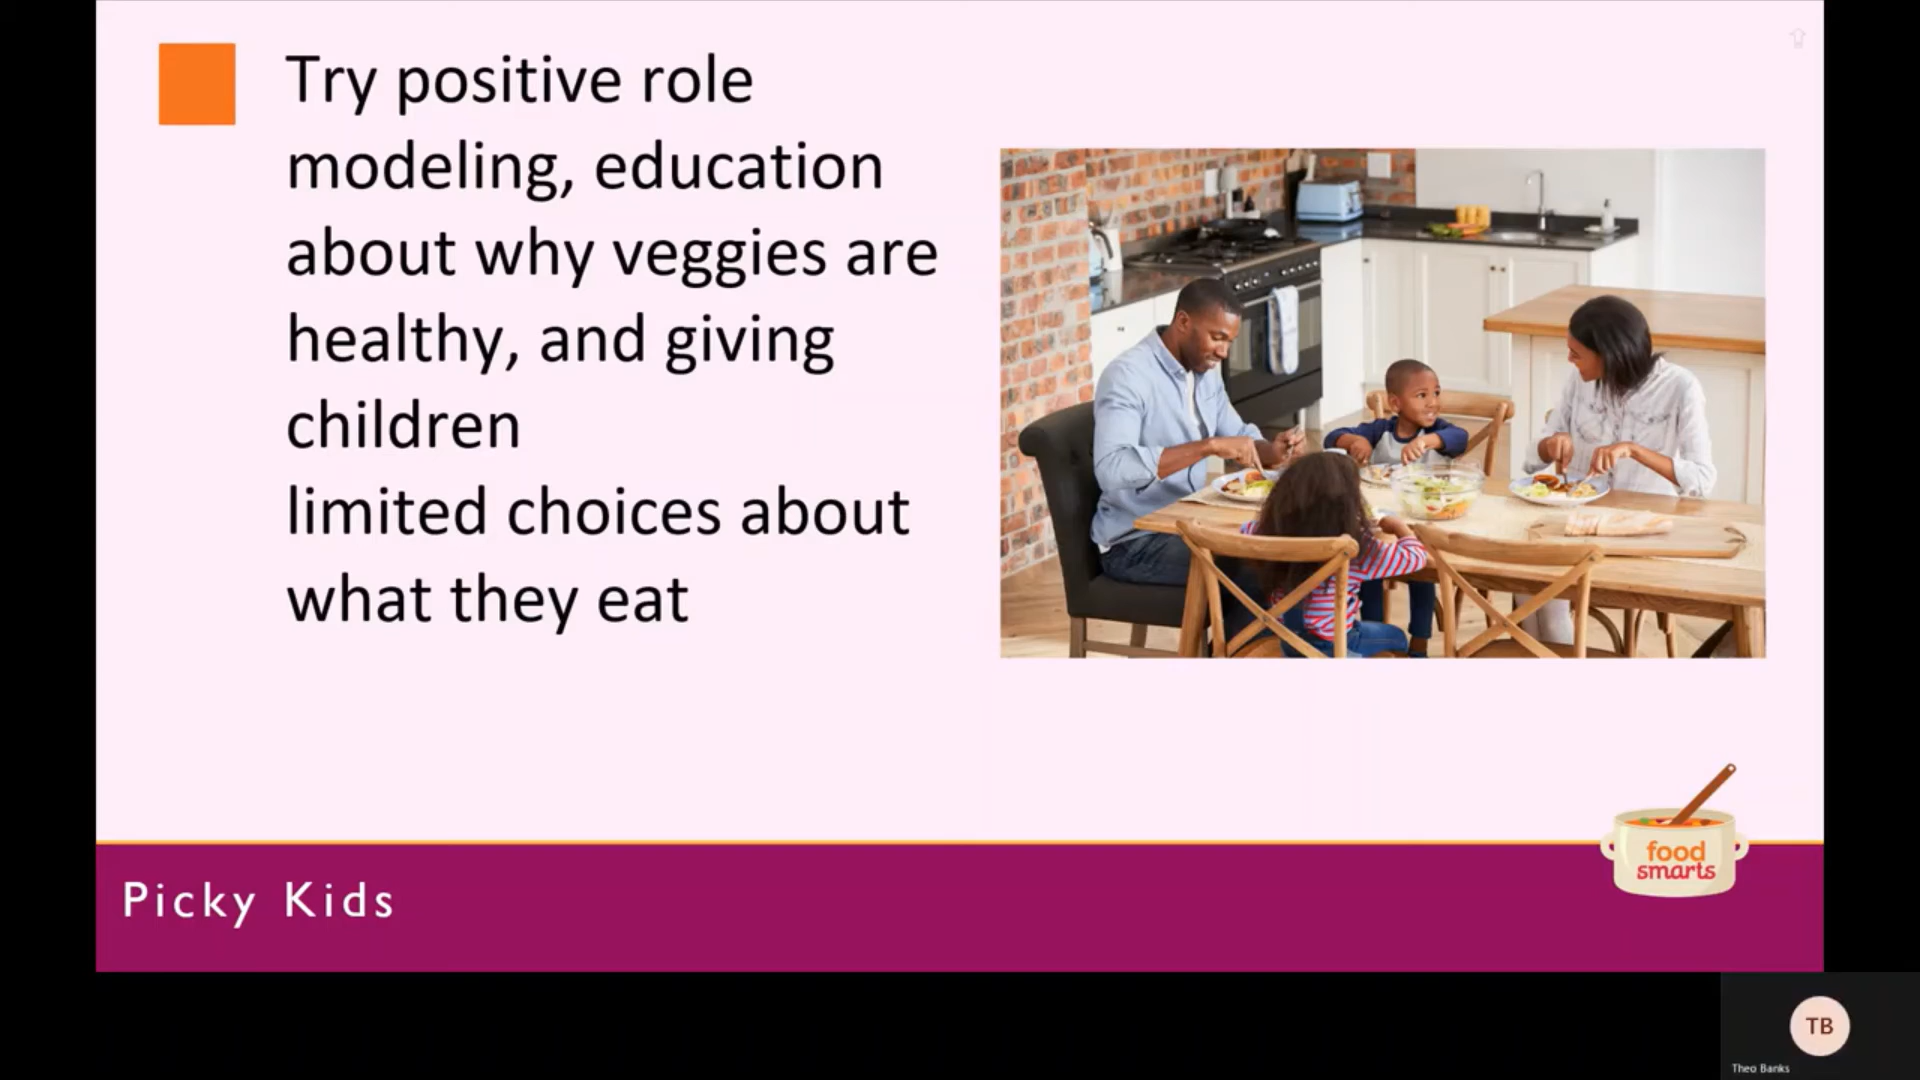 Try positive role
modeling, education
about why veggies are
healthy, and giving
children
limited choices about
what they eat
food
smarts
Picky Kids
TB
Theo Banks